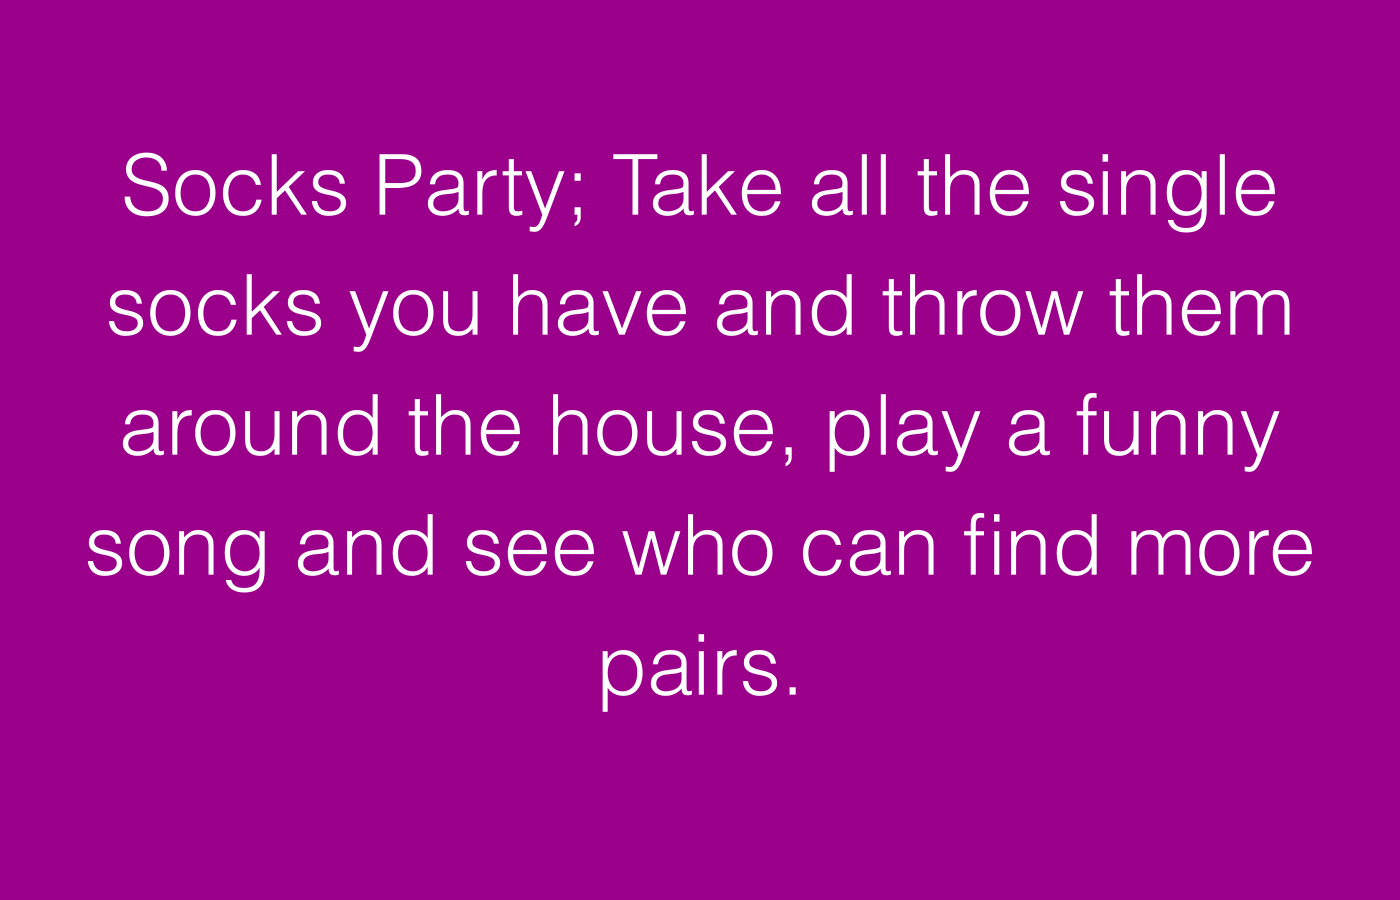 Socks Party; Take all the single
socks you have and throw them
around the house, play a funny
song and see who can find more
pairs.